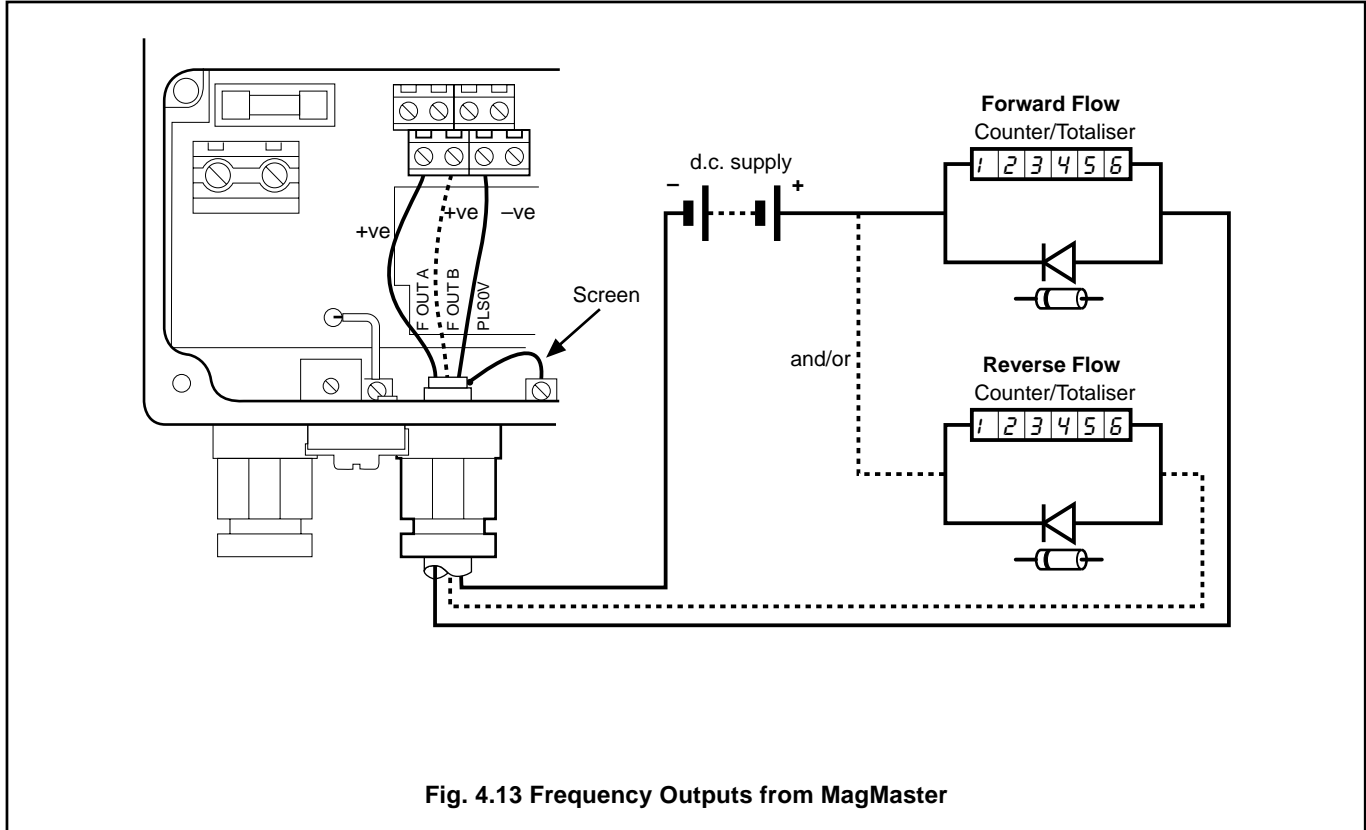 Forward Flow
Counter/Totaliser
1 2 3 4 5 6
d.c. supply
– +
+ve
+ve
–ve
F OUT A
F OUT B
PLS0V
Screen
and/or
Reverse Flow
Counter/Totaliser
1 2 3 4 5 6
Fig. 4.13 Frequency Outputs from MagMaster